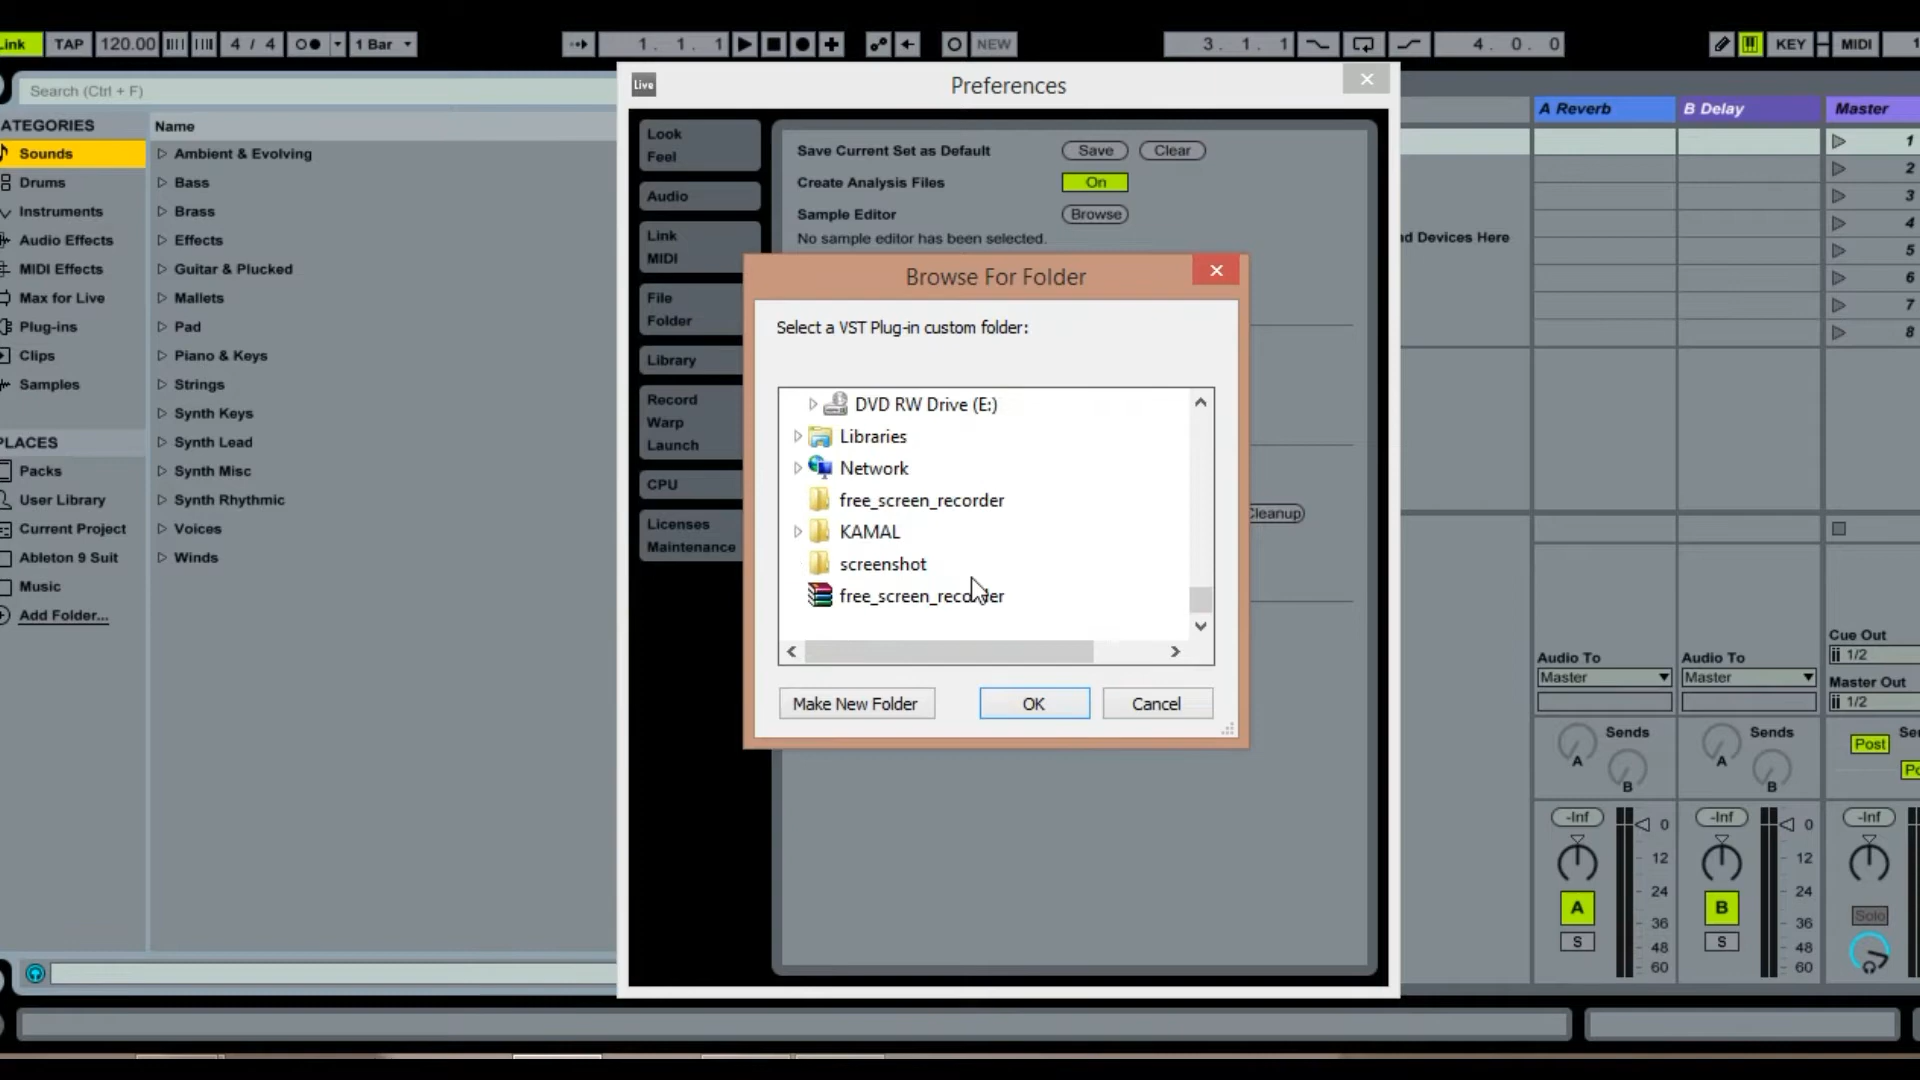 Link TAP 120.00 4 / 4 1 Bar 1. 1. 1 NEW 3. 1. 1 4. 0. 0 KEY MIDI
Search (Ctrl + F)
ATEGORIES
Sounds
Drums
Instruments
Audio Effects
MIDI Effects
Max for Live
Plug-ins
Clips
Samples
PLACES
Packs
User Library
Current Project
Ableton 9 Suit
Music
Add Folder...
Name
Ambient & Evolving
Bass
Brass
Effects
Guitar & Plucked
Mallets
Pad
Piano & Keys
Strings
Synth Keys
Synth Lead
Synth Misc
Synth Rhythmic
Voices
Winds
Live
Preferences
Look
Feel
Audio
Link
MIDI
File
Folder
Library
Record
Warp
Launch
CPU
Licenses
Maintenance
Save Current Set as Default Save Clear
Create Analysis Files On
Sample Editor Browse
No sample editor has been selected.
Cleanup
Browse For Folder
Select a VST Plug-in custom folder:
DVD RW Drive (E:)
Libraries
Network
free_screen_recorder
KAMAL
screenshot
free_screen_recorder
Make New Folder OK Cancel
A Reverb B Delay Master
1
2
3
4
5
6
7
8
nd Devices Here
Cue Out
1/2
Audio To Audio To
Master Master
Master Out
1/2
Sends Sends Se
A B A B Post Po
-Inf -Inf -Inf
0 0
12 12
24 24
A B
36 36
Solo
S S
48 48
60 60